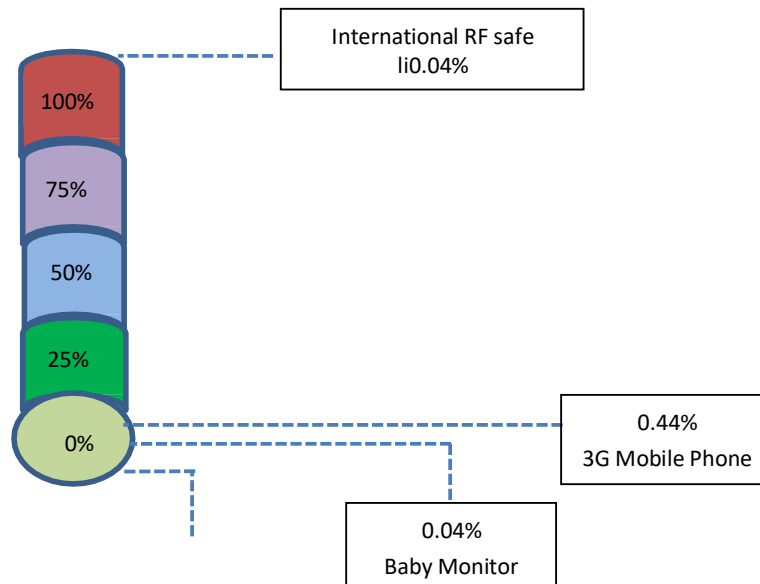 International RF safe
li0.04%
100%
75%
50%
25%
0%
0.44%
3G Mobile Phone
0.04%
Baby Monitor